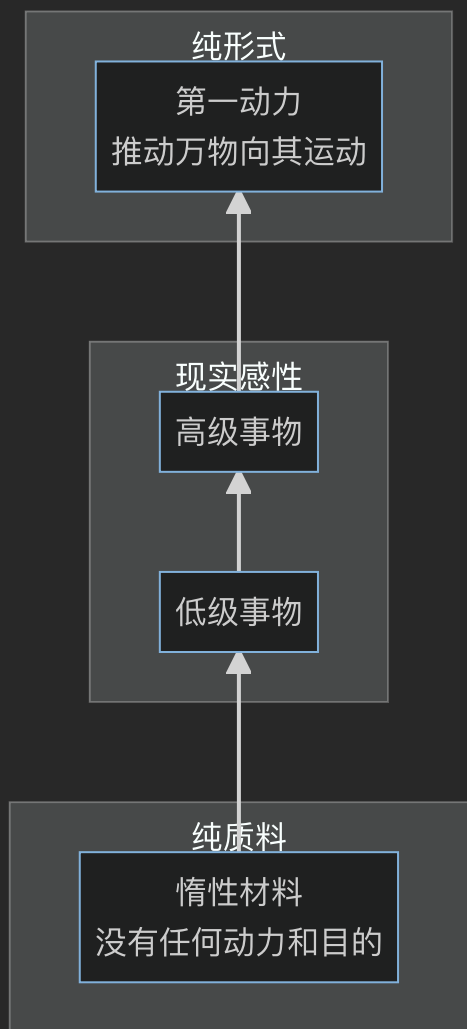 纯形式
第一动力
推动万物向其运动
现实感性
高级事物
低级事物
纯质料
惰性材料
没有任何动力和目的